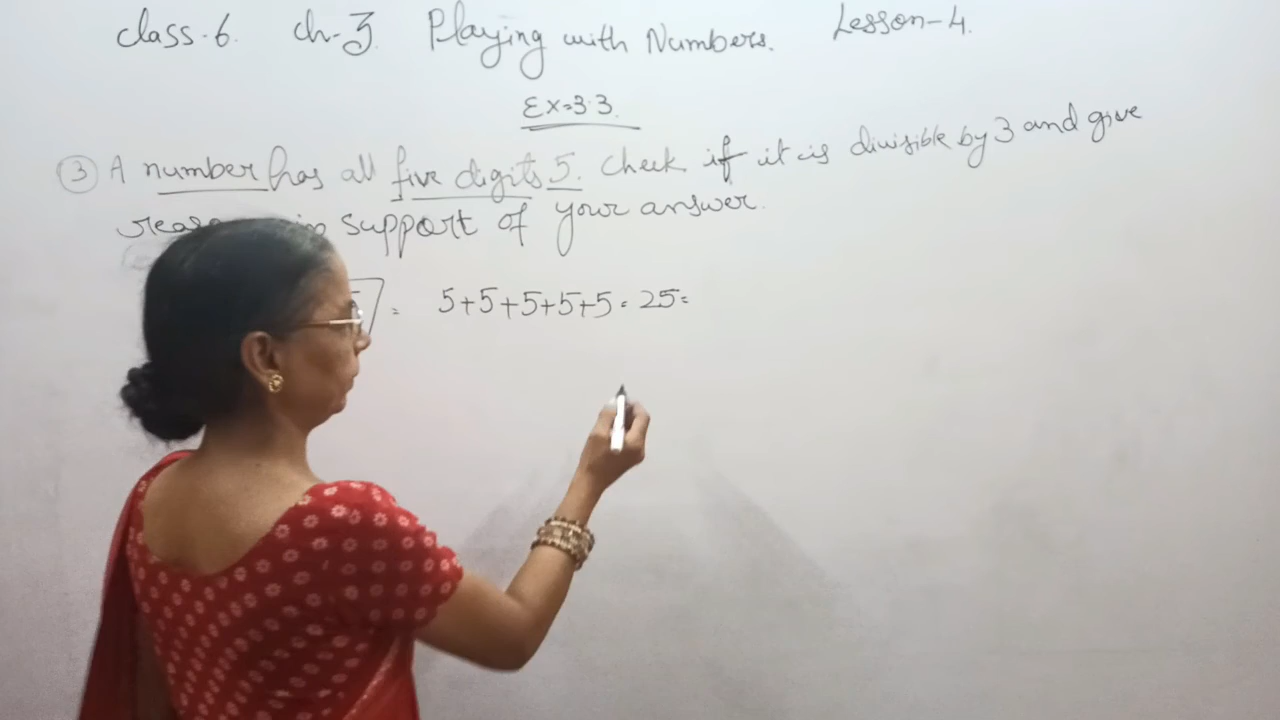 class-6. ch-3. Playing with Numbers. Lesson-4.
Ex=3.3.
③ A number has all five digits 5. Check if it is divisible by 3 and give
support of your answer.
= 5+5+5+5+5=25=